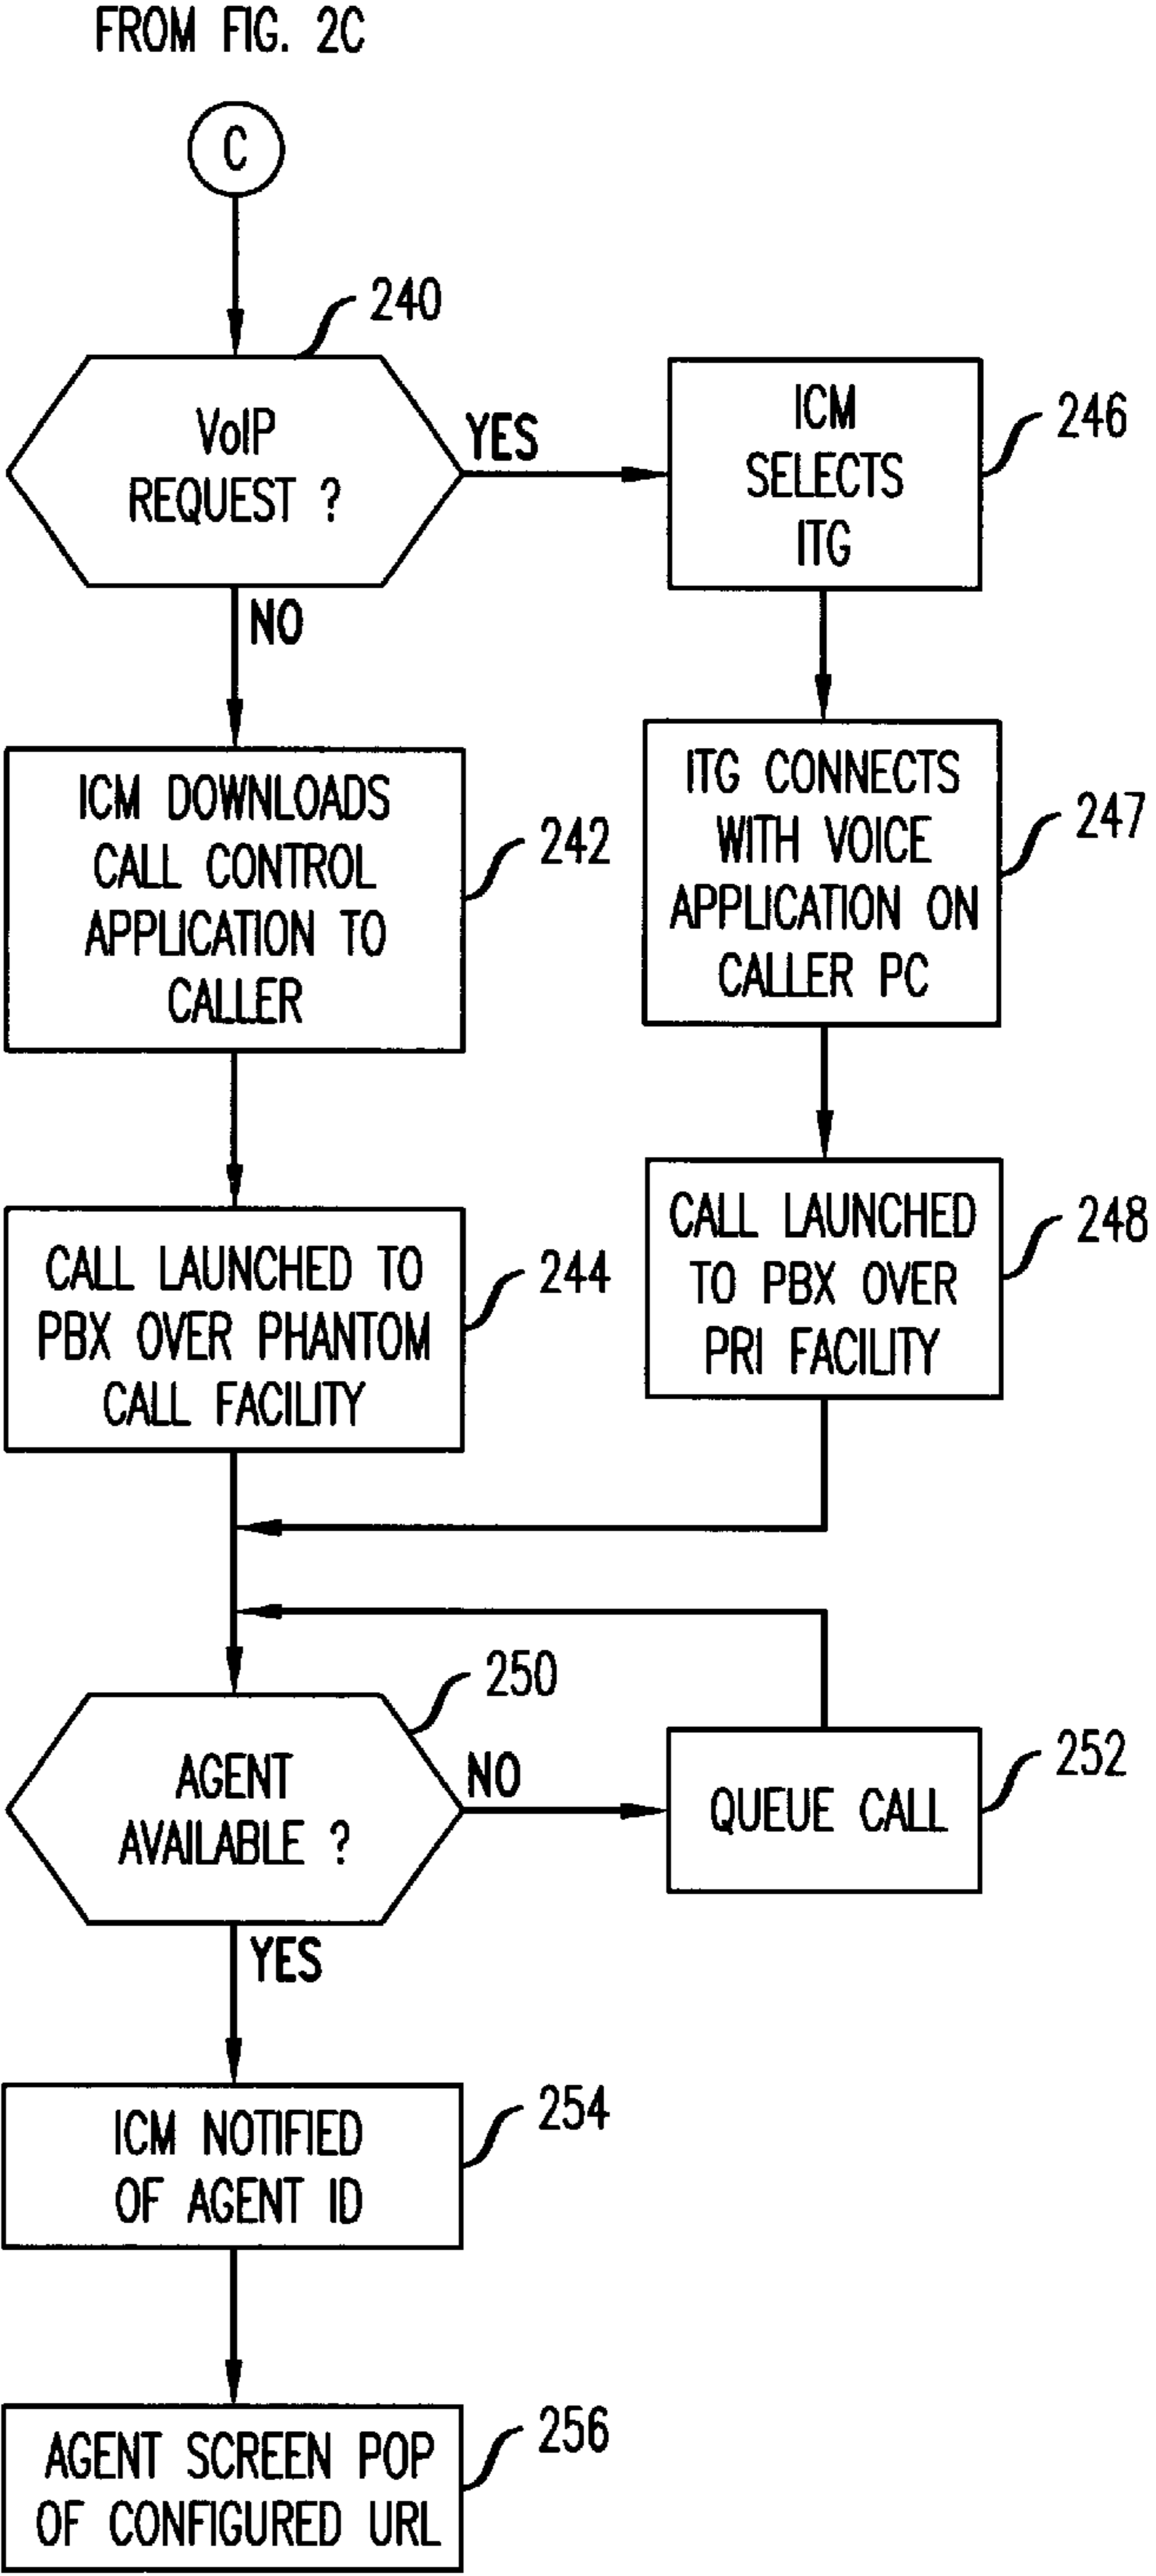 FROM FIG. 2C
C
240
VoIP
REQUEST ?
YES
NO
ICM
SELECTS
ITG
246
ICM DOWNLOADS
CALL CONTROL
APPLICATION TO
CALLER
242
ITG CONNECTS
WITH VOICE
APPLICATION ON
CALLER PC
247
CALL LAUNCHED TO
PBX OVER PHANTOM
CALL FACILITY
244
CALL LAUNCHED
TO PBX OVER
PRI FACILITY
248
250
AGENT
AVAILABLE ?
NO
YES
QUEUE CALL
252
ICM NOTIFIED
OF AGENT ID
254
AGENT SCREEN POP
OF CONFIGURED URL
256